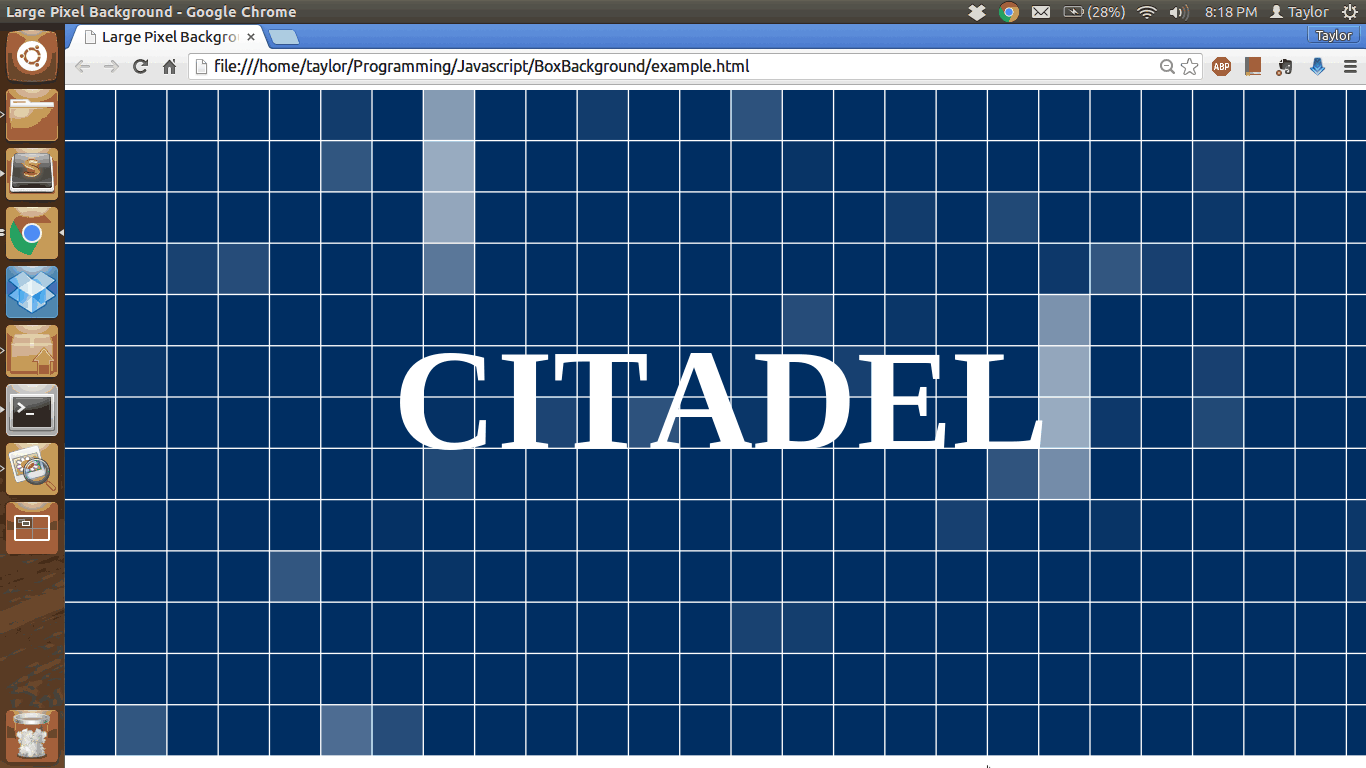 Large Pixel Background - Google Chrome
(28%) 8:18 PM Taylor
Large Pixel Backgro
Taylor
file:///home/taylor/Programming/Javascript/BoxBackground/example.html
ABP
S
>_
CITADEL